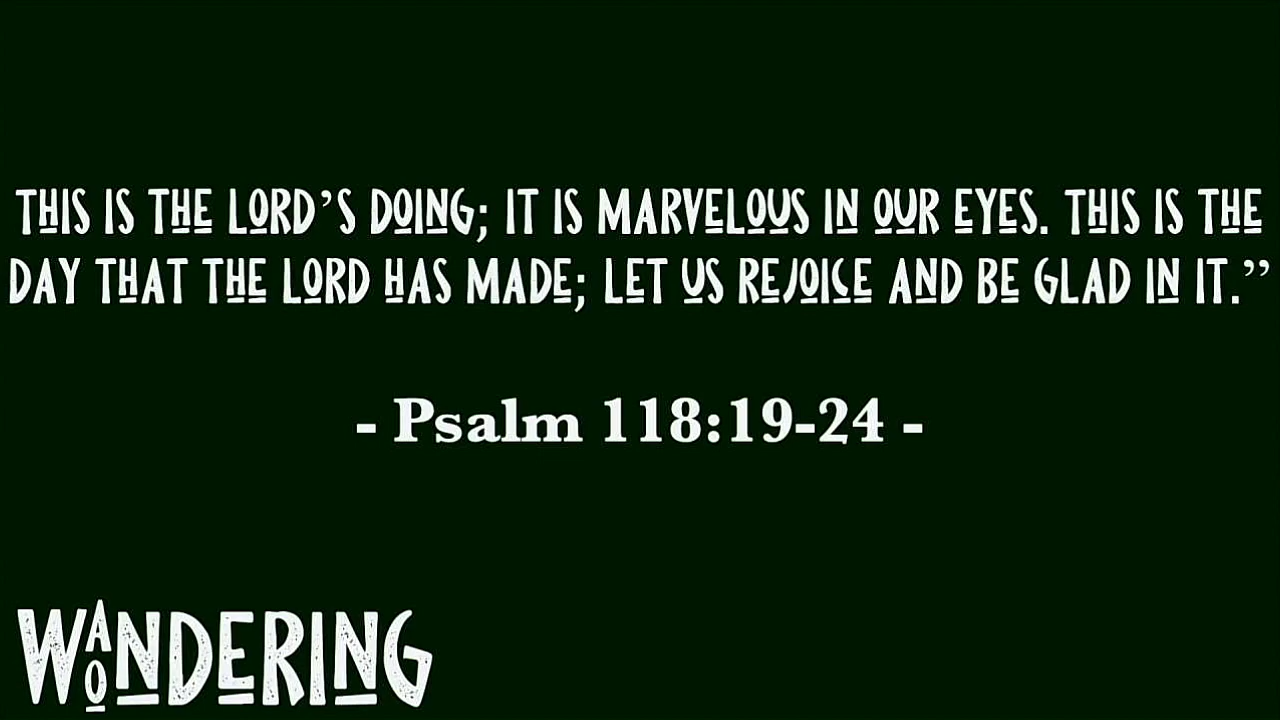 THIS IS THE LORD’S DOING; IT IS MARVELOUS IN OUR EYES. THIS IS THE
DAY THAT THE LORD HAS MADE; LET US REJOICE AND BE GLAD IN IT.”
- Psalm 118:19-24 -
WAONDERING